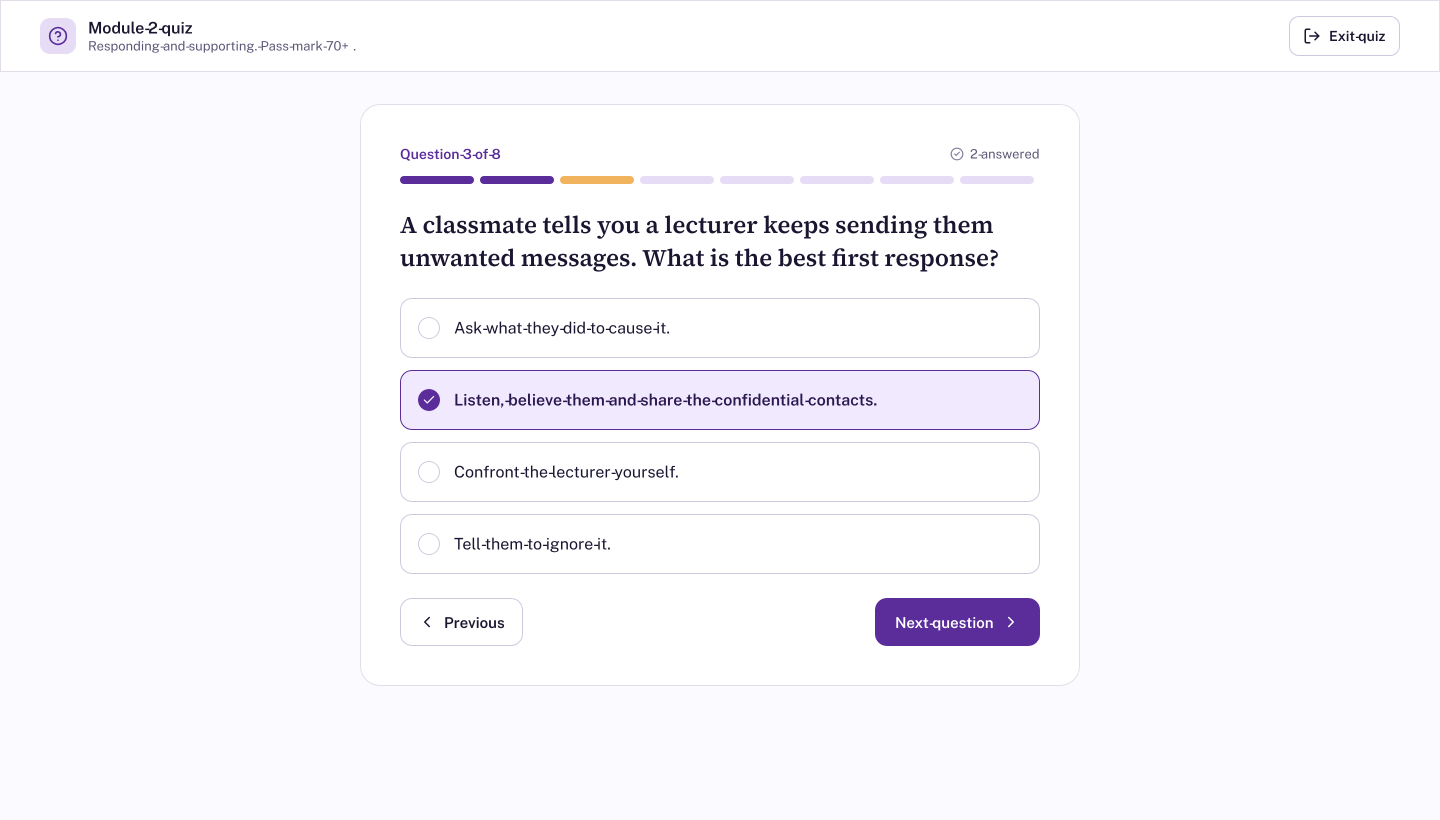 Module-2-quiz
Responding-and-supporting.-Pass-mark-70+ .
Exit-quiz
Question-3-of-8
2-answered
A classmate tells you a lecturer keeps sending them
unwanted messages. What is the best first response?
Ask-what-they-did-to-cause-it.
Listen,-believe-them-and-share-the-confidential-contacts.
Confront-the-lecturer-yourself.
Tell-them-to-ignore-it.
Previous
Next-question